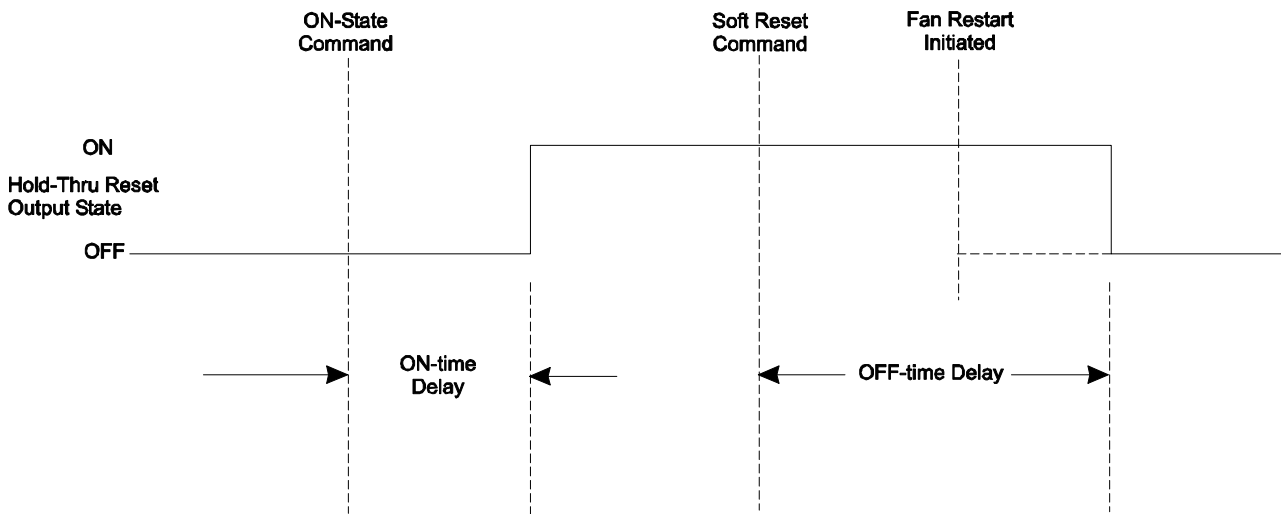 ON-State
Command
Soft Reset
Command
Fan Restart
Initiated
ON
Hold-Thru Reset
Output State
OFF
ON-time
Delay
OFF-time Delay